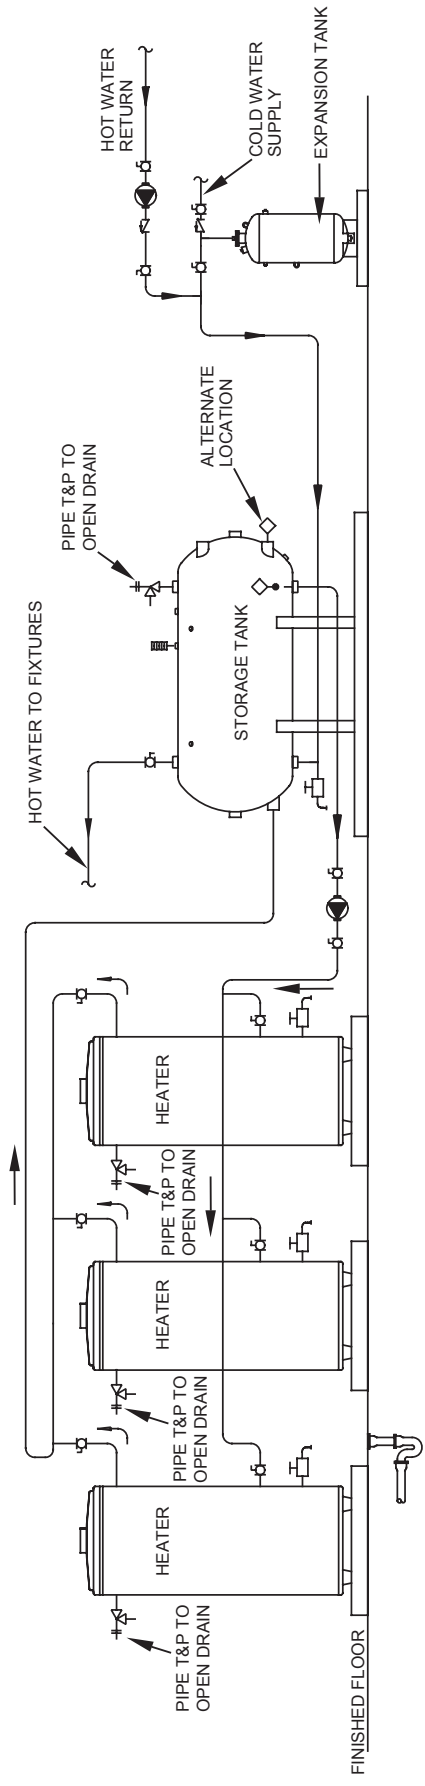 PIPE T&P TO
OPEN DRAIN
HEATER
PIPE T&P TO
OPEN DRAIN
HEATER
PIPE T&P TO
OPEN DRAIN
HEATER
HOT WATER TO FIXTURES
PIPE T&P TO
OPEN DRAIN
STORAGE TANK
ALTERNATE
LOCATION
HOT WATER
RETURN
COLD WATER
SUPPLY
EXPANSION TANK
FINISHED FLOOR